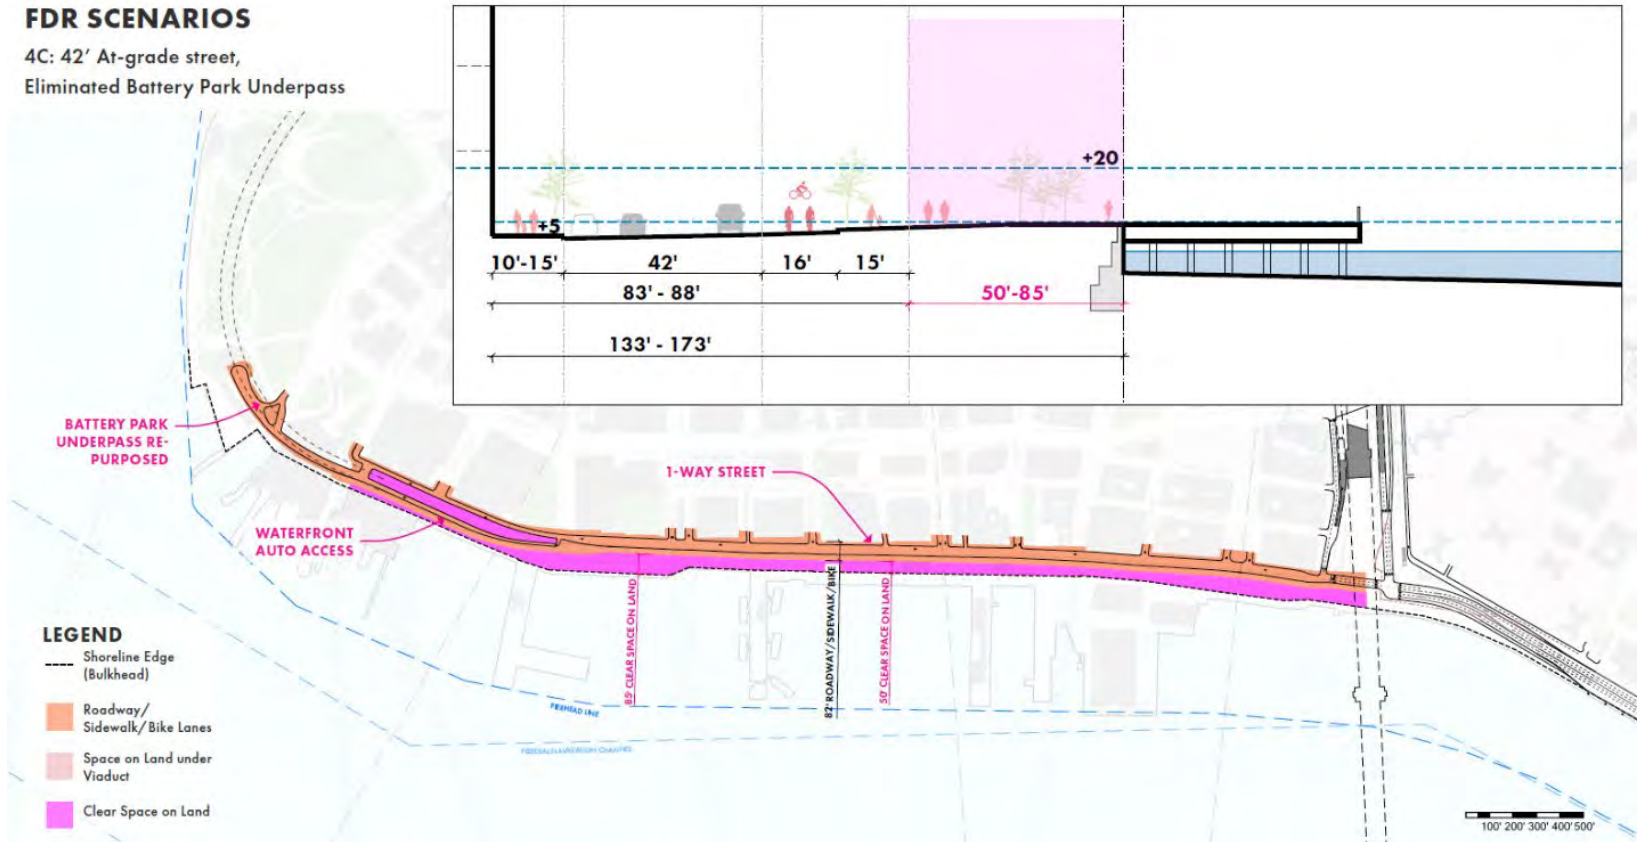 FDR SCENARIOS
4C: 42' At-grade street,
Eliminated Battery Park Underpass
+20
+5
10'-15'
42'
16'
15'
83' - 88'
50'-85'
133' - 173'
BATTERY PARK
UNDERPASS RE-
PURPOSED
WATERFRONT
AUTO ACCESS
1-WAY STREET
85' CLEAR SPACE ON LAND
82' ROADWAY/SIDEWALK/BIKE
50' CLEAR SPACE ON LAND
PIERHEAD LINE
LEGEND
Shoreline Edge
(Bulkhead)
Roadway/
Sidewalk/Bike Lanes
Space on Land under
Viaduct
Clear Space on Land
100' 200' 300' 400' 500'